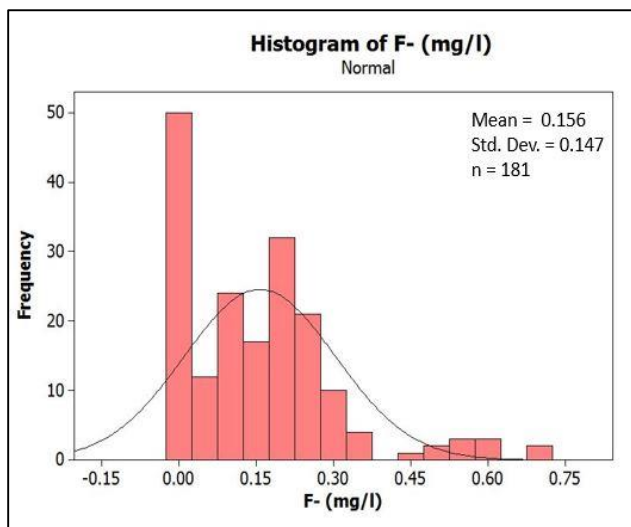 Histogram of F- (mg/l)
Normal
Mean = 0.156
Std. Dev. = 0.147
n = 181
Frequency
50
40
30
20
10
0
-0.15 0.00 0.15 0.30 0.45 0.60 0.75
F- (mg/l)